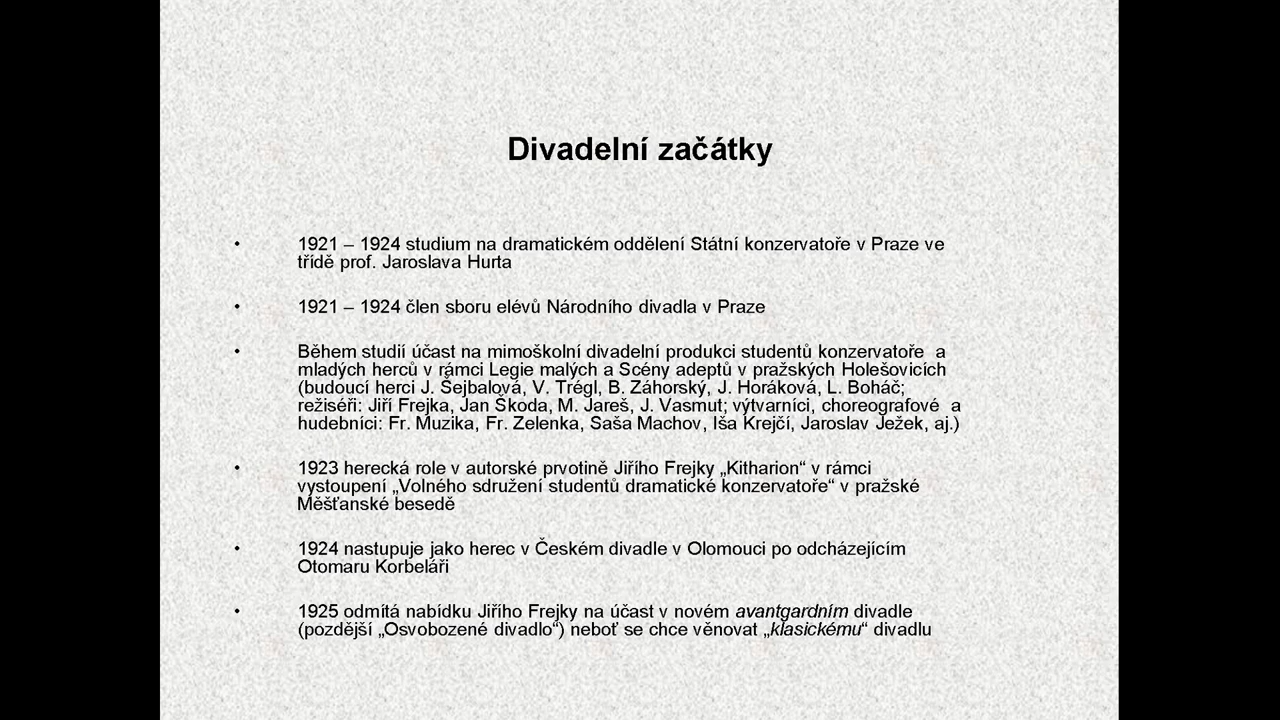 Divadelní začátky
• 1921 – 1924 studium na dramatickém oddělení Státní konzervatoře v Praze ve
třídě prof. Jaroslava Hurta
• 1921 – 1924 člen sboru elévů Národního divadla v Praze
• Během studií účast na mimoškolní divadelní produkci studentů konzervatoře a
mladých herců v rámci Legie malých a Scény adeptů v pražských Holešovicích
(budoucí herci J. Šejbalová, V. Trégl, B. Záhorský, J. Horáková, L. Boháč;
režiséři: Jiří Frejka, Jan Škoda, M. Jareš, J. Vasmut; výtvarníci, choreografové a
hudebníci: Fr. Muzika, Fr. Zelenka, Saša Machov, Iša Krejčí, Jaroslav Ježek, aj.)
• 1923 herecká role v autorské prvotině Jiřího Frejky „Kitharion“ v rámci
vystoupení „Volného sdružení studentů dramatické konzervatoře“ v pražské
Měšťanské besedě
• 1924 nastupuje jako herec v Českém divadle v Olomouci po odcházejícím
Otomaru Korbeláři
• 1925 odmítá nabídku Jiřího Frejky na účast v novém avantgardním divadle
(pozdější „Osvobozené divadlo“) neboť se chce věnovat „klasickému“ divadlu